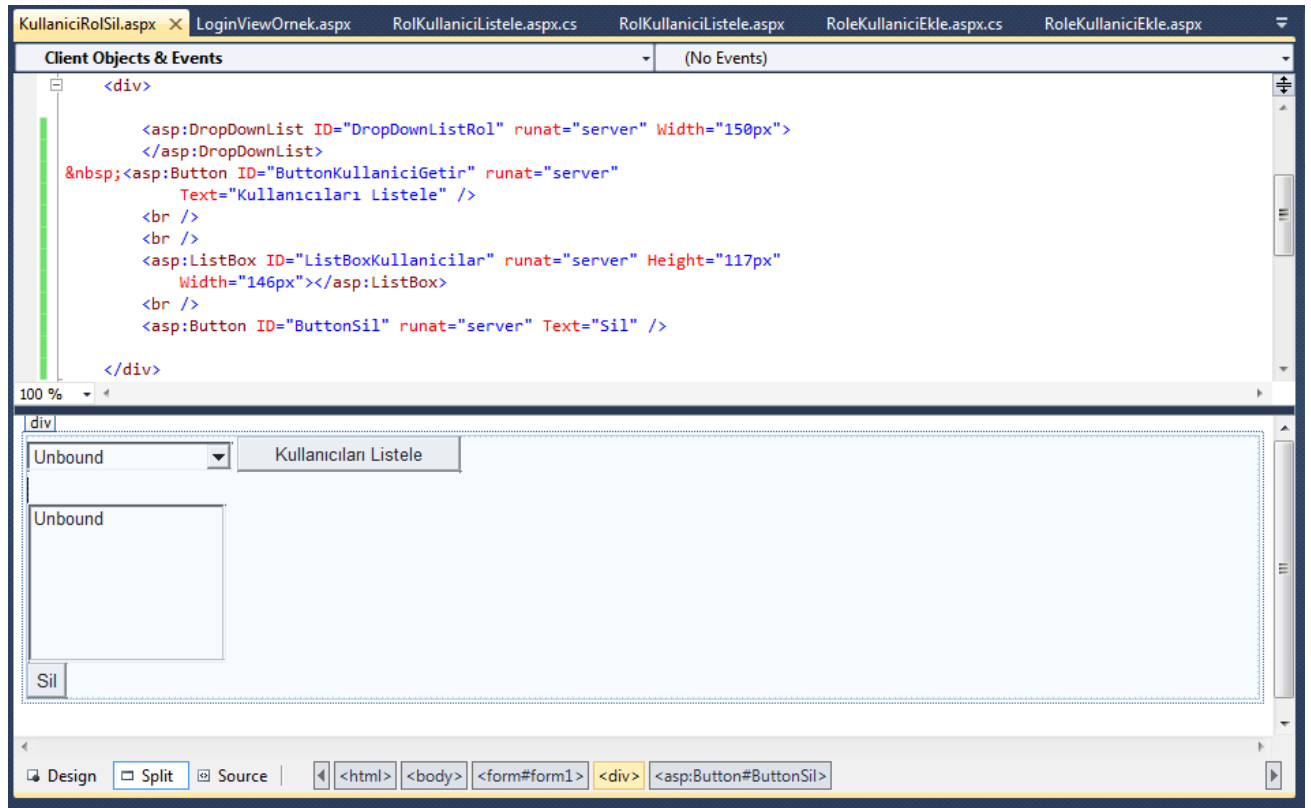 KullaniciRolSil.aspx LoginViewOrnek.aspx RolKullaniciListele.aspx.cs RolKullaniciListele.aspx RoleKullaniciEkle.aspx.cs RoleKullaniciEkle.aspx
Client Objects & Events (No Events)
<div>
<asp:DropDownList ID="DropDownListRol" runat="server" Width="150px">
</asp:DropDownList>
&nbsp;<asp:Button ID="ButtonKullaniciGetir" runat="server"
Text="Kullanıcıları Listele" />
<br />
<br />
<asp:ListBox ID="ListBoxKullanicilar" runat="server" Height="117px"
Width="146px"></asp:ListBox>
<br />
<asp:Button ID="ButtonSil" runat="server" Text="Sil" />
</div>
100 %
div
Unbound Kullanıcıları Listele
Unbound
Sil
Design Split Source <html> <body> <form#form1> <div> <asp:Button#ButtonSil>